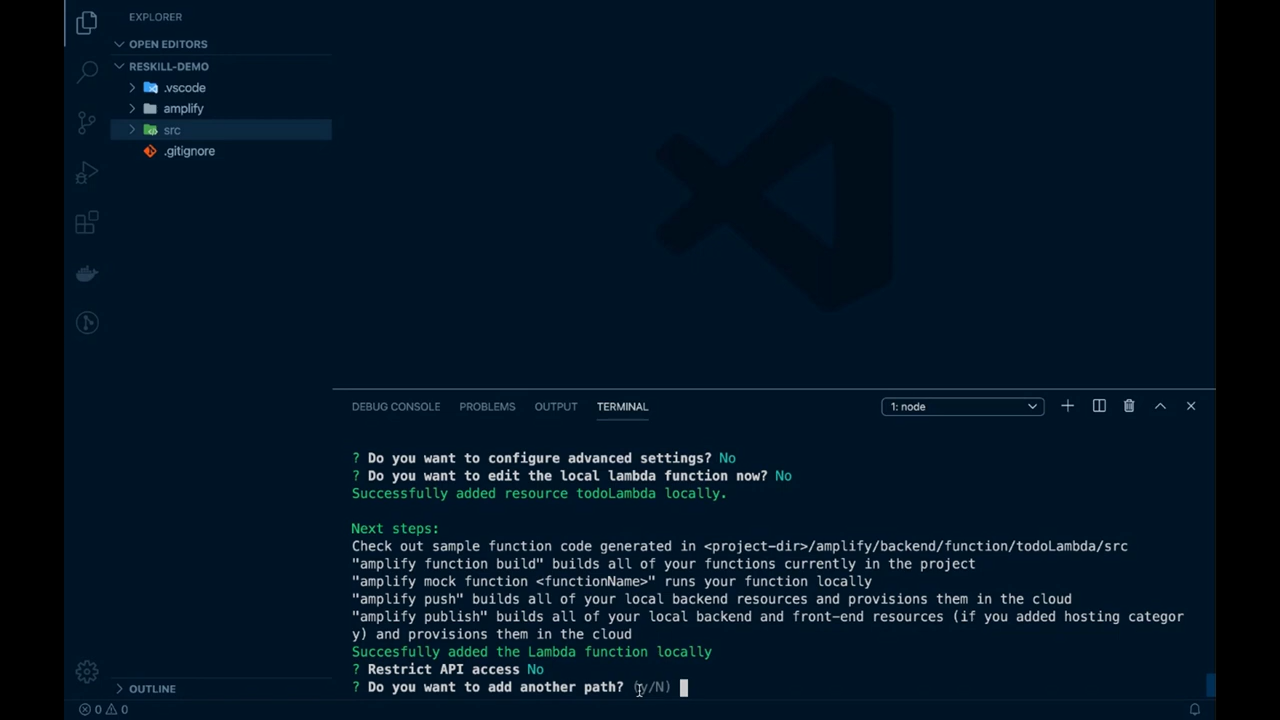 EXPLORER
OPEN EDITORS
RESKILL-DEMO
.vscode
amplify
src
.gitignore
OUTLINE
DEBUG CONSOLE PROBLEMS OUTPUT TERMINAL 1: node
? Do you want to configure advanced settings? No
? Do you want to edit the local lambda function now? No
Successfully added resource todoLambda locally.
Next steps:
Check out sample function code generated in <project-dir>/amplify/backend/function/todoLambda/src
"amplify function build" builds all of your functions currently in the project
"amplify mock function <functionName>" runs your function locally
"amplify push" builds all of your local backend resources and provisions them in the cloud
"amplify publish" builds all of your local backend and front-end resources (if you added hosting categor
y) and provisions them in the cloud
Succesfully added the Lambda function locally
? Restrict API access No
? Do you want to add another path? (y/N)
0 0